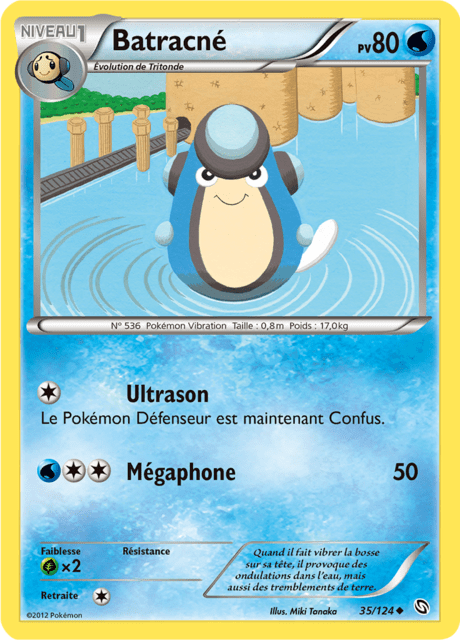 NIVEAU 1
Batracné
PV80
Évolution de Tritonde
N° 536 Pokémon Vibration Taille : 0,8m Poids : 17,0kg
Ultrason
Le Pokémon Défenseur est maintenant Confus.
Mégaphone 50
Faiblesse Résistance
×2
Retraite
Quand il fait vibrer la bosse
sur sa tête, il provoque des
ondulations dans l'eau, mais
aussi des tremblements de terre.
©2012 Pokémon
Illus. Miki Tanaka 35/124